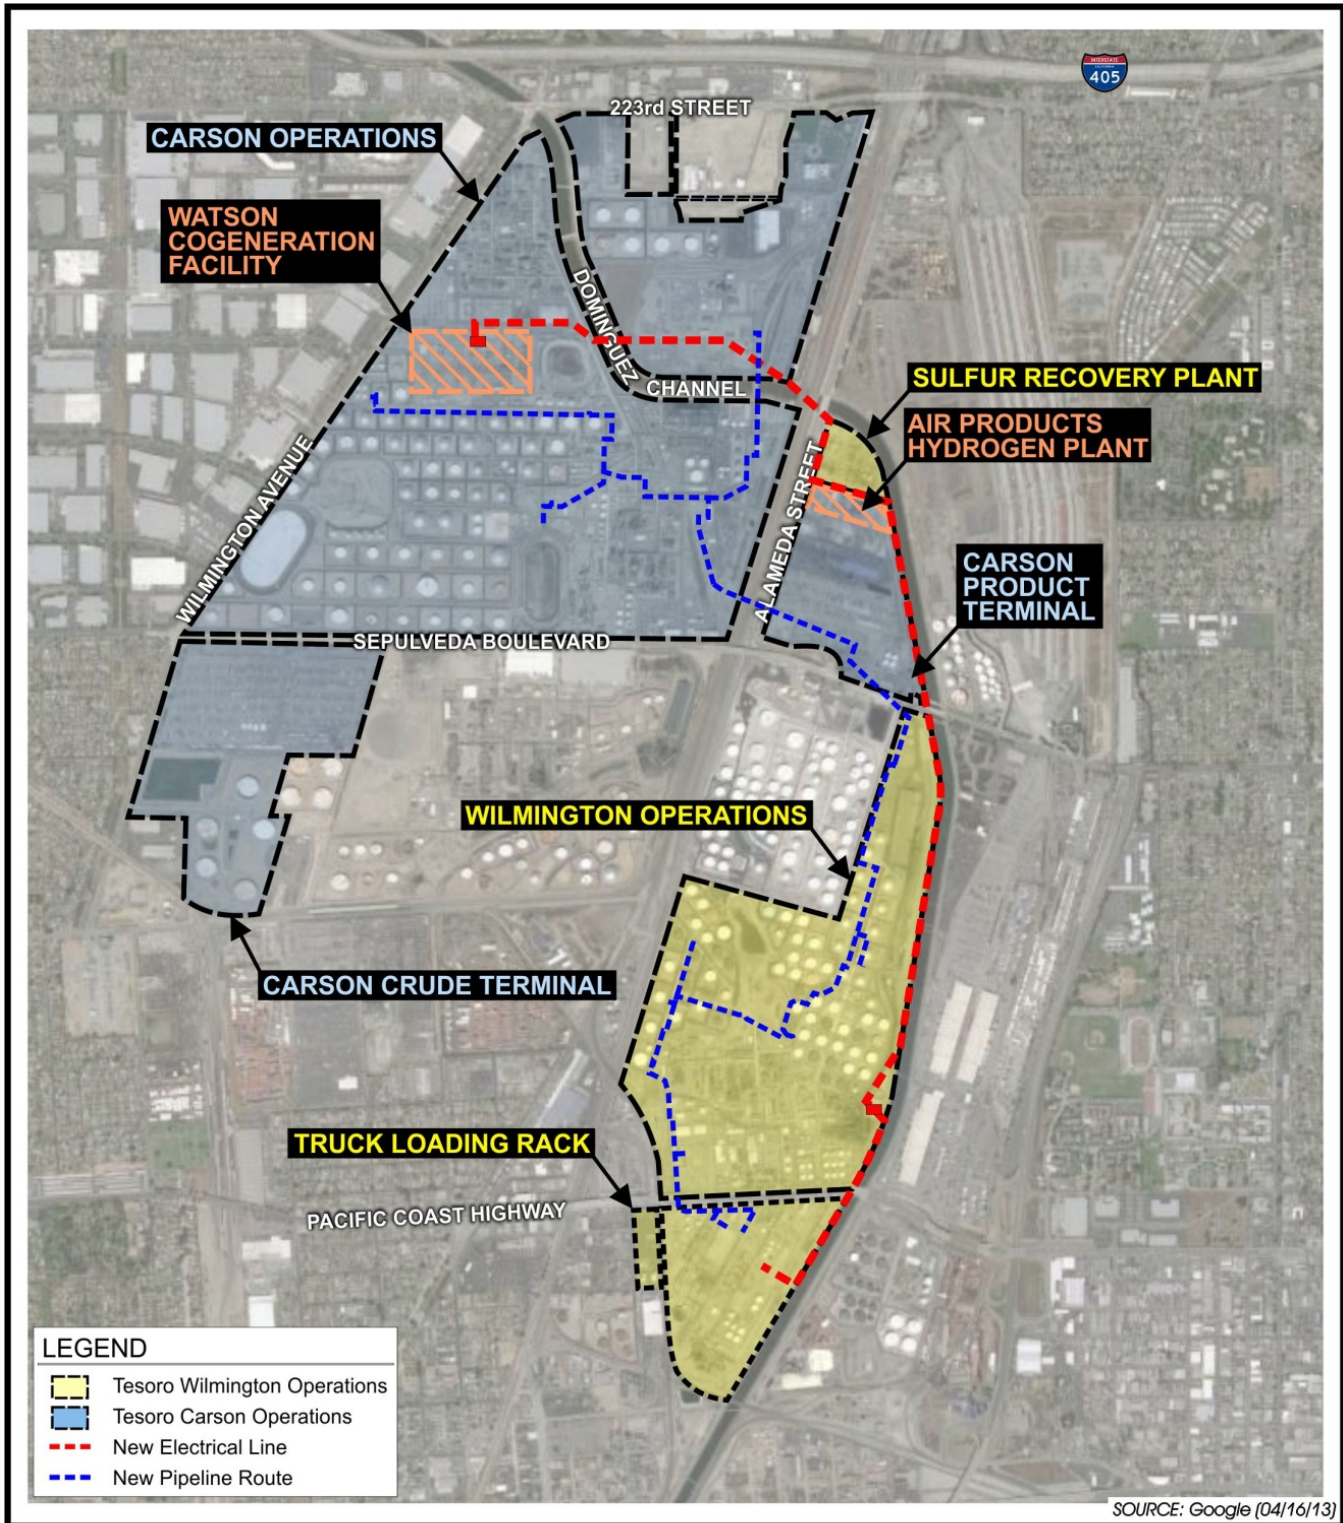 INTERSTATE
CALIFORNIA
405
223rd STREET
CARSON OPERATIONS
WATSON
COGENERATION
FACILITY
DOMINGUEZ
CHANNEL
SULFUR RECOVERY PLANT
AIR PRODUCTS
HYDROGEN PLANT
WILMINGTON AVENUE
ALAMEDA STREET
CARSON
PRODUCT
TERMINAL
SEPULVEDA BOULEVARD
WILMINGTON OPERATIONS
CARSON CRUDE TERMINAL
TRUCK LOADING RACK
PACIFIC COAST HIGHWAY
LEGEND
Tesoro Wilmington Operations
Tesoro Carson Operations
New Electrical Line
New Pipeline Route
SOURCE: Google (04/16/13)